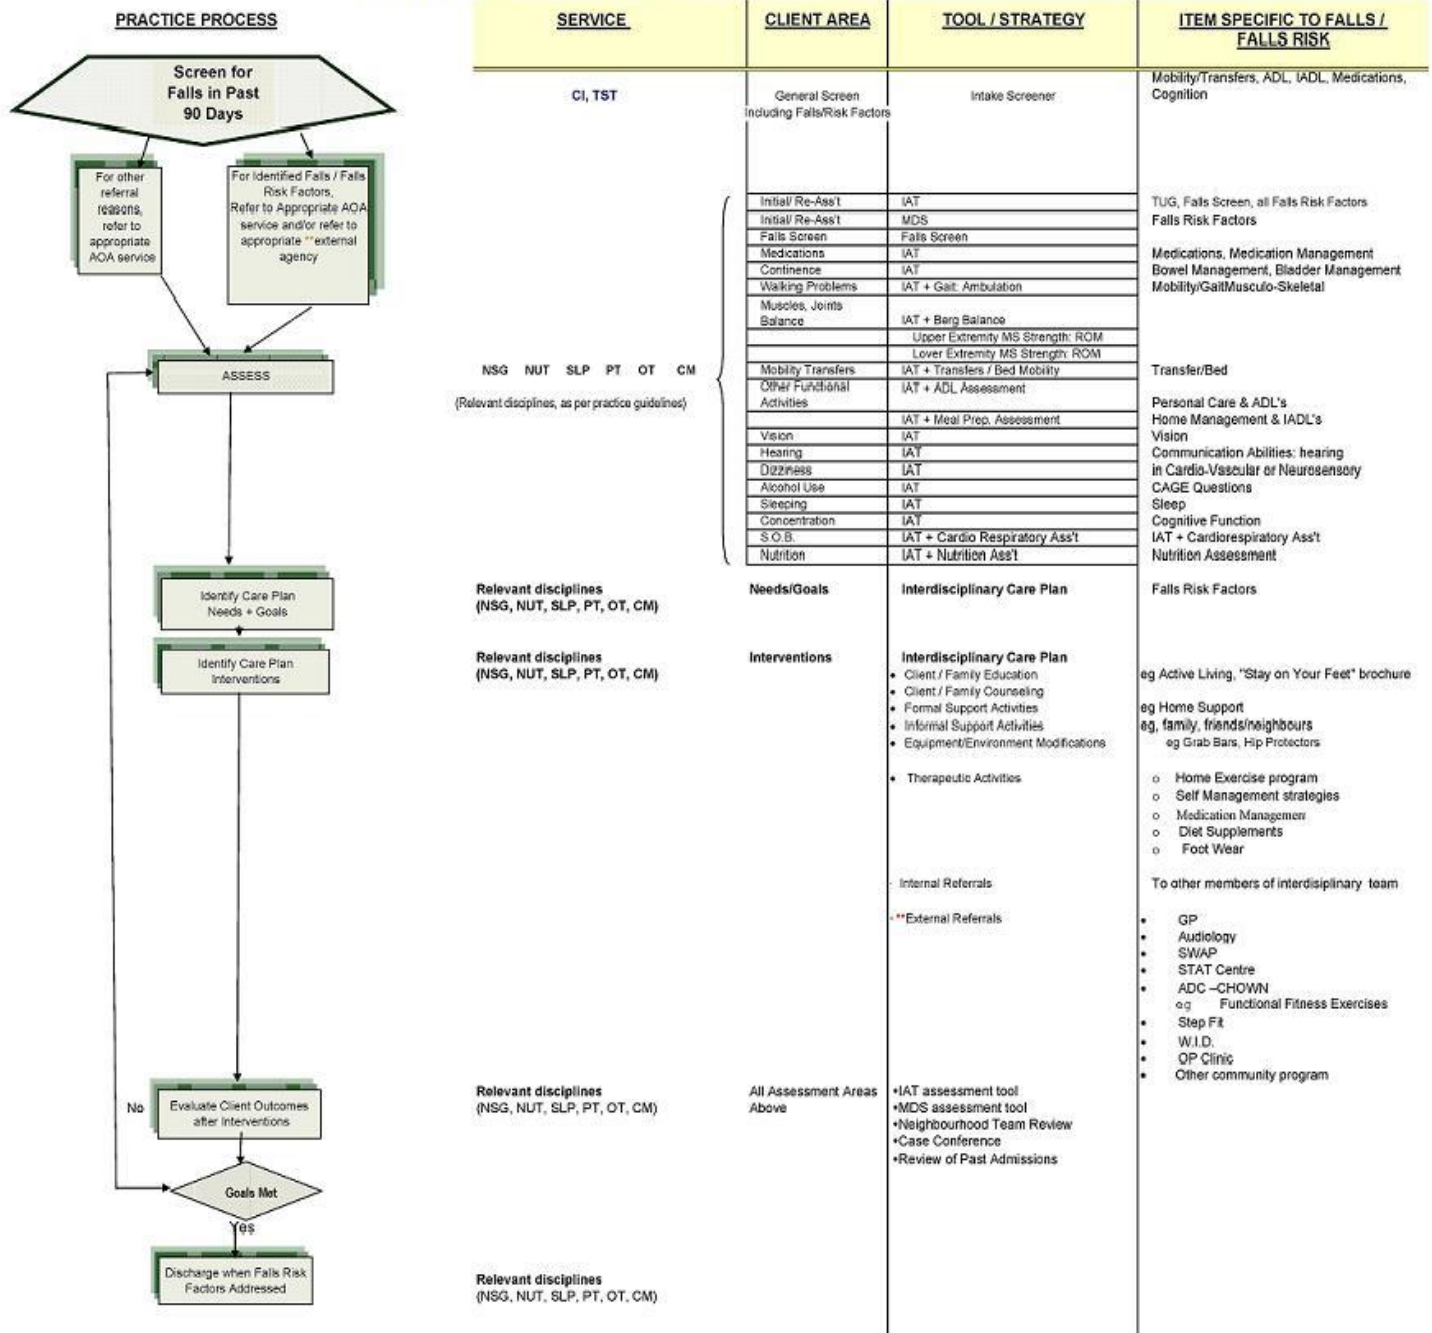 PRACTICE PROCESS
SERVICE
CLIENT AREA
TOOL / STRATEGY
ITEM SPECIFIC TO FALLS /
FALLS RISK
Screen for
Falls in Past
90 Days
CI, TST
General Screen
Including Falls/Risk Factors
Intake Screener
Mobility/Transfers, ADL, IADL, Medications,
Cognition
For other
referral
reasons,
refer to
appropriate
AOA service
For Identified Falls / Falls
Risk Factors,
Refer to Appropriate AOA
service and/or refer to
appropriate **external
agency
ASSESS
NSG NUT SLP PT OT CM
(Relevant disciplines, as per practice guidelines)
Initial/ Re-Ass't IAT TUG, Falls Screen, all Falls Risk Factors
Initial/ Re-Ass't MDS Falls Risk Factors
Falls Screen Falls Screen
Medications IAT Medications, Medication Management
Continence IAT Bowel Management, Bladder Management
Walking Problems IAT + Gait: Ambulation Mobility/GaitMusculo-Skeletal
Muscles, Joints
Balance IAT + Berg Balance
Upper Extremity MS Strength: ROM
Lower Extremity MS Strength: ROM
Mobility Transfers IAT + Transfers / Bed Mobility Transfer/Bed
Other Functional IAT + ADL Assessment
Activities Personal Care & ADL's
IAT + Meal Prep. Assessment Home Management & IADL's
Vision IAT Vision
Hearing IAT Communication Abilities: hearing
Dizziness IAT in Cardio-Vascular or Neurosensory
Alcohol Use IAT CAGE Questions
Sleeping IAT Sleep
Concentration IAT Cognitive Function
S.O.B. IAT + Cardio Respiratory Ass't IAT + Cardiorespiratory Ass't
Nutrition IAT + Nutrition Ass't Nutrition Assessment
Identify Care Plan
Needs + Goals
Relevant disciplines
(NSG, NUT, SLP, PT, OT, CM)
Needs/Goals
Interdisciplinary Care Plan
Falls Risk Factors
Identify Care Plan
Interventions
Relevant disciplines
(NSG, NUT, SLP, PT, OT, CM)
Interventions
Interdisciplinary Care Plan
• Client / Family Education eg Active Living, "Stay on Your Feet" brochure
• Client / Family Counseling
• Formal Support Activities eg Home Support
• Informal Support Activities eg, family, friends/neighbours
• Equipment/Environment Modifications eg Grab Bars, Hip Protectors
• Therapeutic Activities o Home Exercise program
o Self Management strategies
o Medication Management
o Diet Supplements
o Foot Wear
- Internal Referrals To other members of interdisiplinary team
- **External Referrals • GP
• Audiology
• SWAP
• STAT Centre
• ADC –CHOWN
eg Functional Fitness Exercises
• Step Fit
• W.I.D.
• OP Clinic
• Other community program
No
Evaluate Client Outcomes
after Interventions
Relevant disciplines
(NSG, NUT, SLP, PT, OT, CM)
All Assessment Areas
Above
•IAT assessment tool
•MDS assessment tool
•Neighbourhood Team Review
•Case Conference
•Review of Past Admissions
Goals Met
Yes
Discharge when Falls Risk
Factors Addressed
Relevant disciplines
(NSG, NUT, SLP, PT, OT, CM)